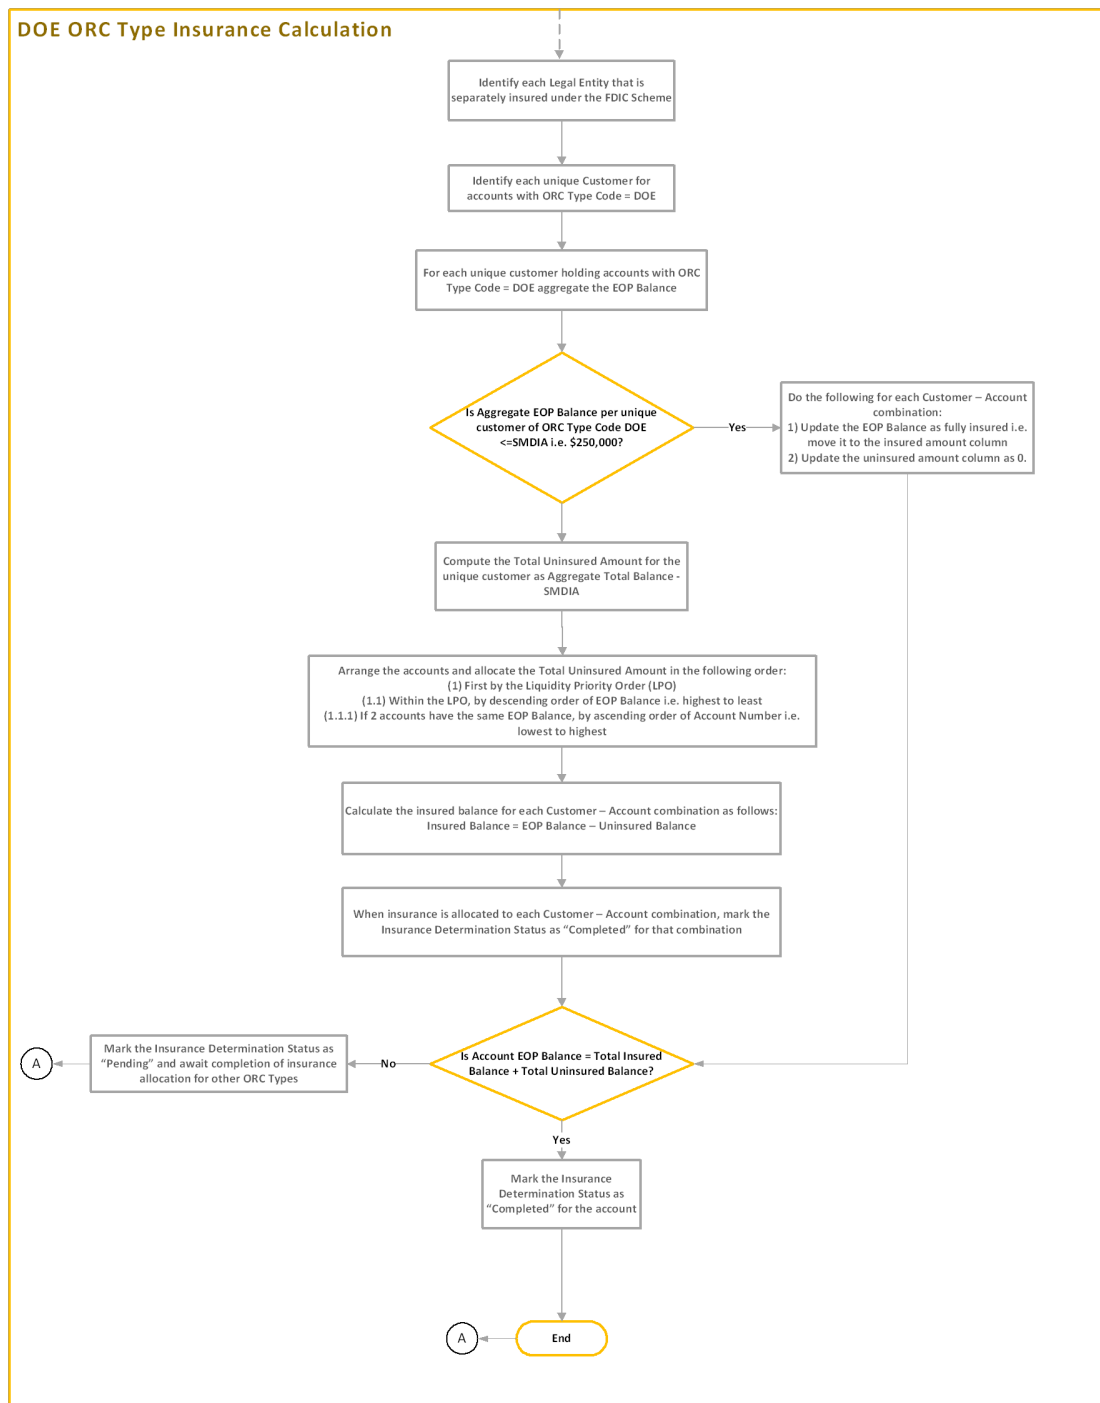 DOE ORC Type Insurance Calculation
Identify each Legal Entity that is
separately insured under the FDIC Scheme
Identify each unique Customer for
accounts with ORC Type Code = DOE
For each unique customer holding accounts with ORC
Type Code = DOE aggregate the EOP Balance
Is Aggregate EOP Balance per unique
customer of ORC Type Code DOE
<=SMDIA i.e. $250,000?
Yes
Do the following for each Customer – Account
combination:
1) Update the EOP Balance as fully insured i.e.
move it to the insured amount column
2) Update the uninsured amount column as 0.
Compute the Total Uninsured Amount for the
unique customer as Aggregate Total Balance -
SMDIA
Arrange the accounts and allocate the Total Uninsured Amount in the following order:
(1) First by the Liquidity Priority Order (LPO)
(1.1) Within the LPO, by descending order of EOP Balance i.e. highest to least
(1.1.1) If 2 accounts have the same EOP Balance, by ascending order of Account Number i.e.
lowest to highest
Calculate the insured balance for each Customer – Account combination as follows:
Insured Balance = EOP Balance – Uninsured Balance
When insurance is allocated to each Customer – Account combination, mark the
Insurance Determination Status as “Completed” for that combination
Is Account EOP Balance = Total Insured
Balance + Total Uninsured Balance?
No
Mark the Insurance Determination Status as
“Pending” and await completion of insurance
allocation for other ORC Types
A
Yes
Mark the Insurance
Determination Status as
“Completed” for the account
End
A